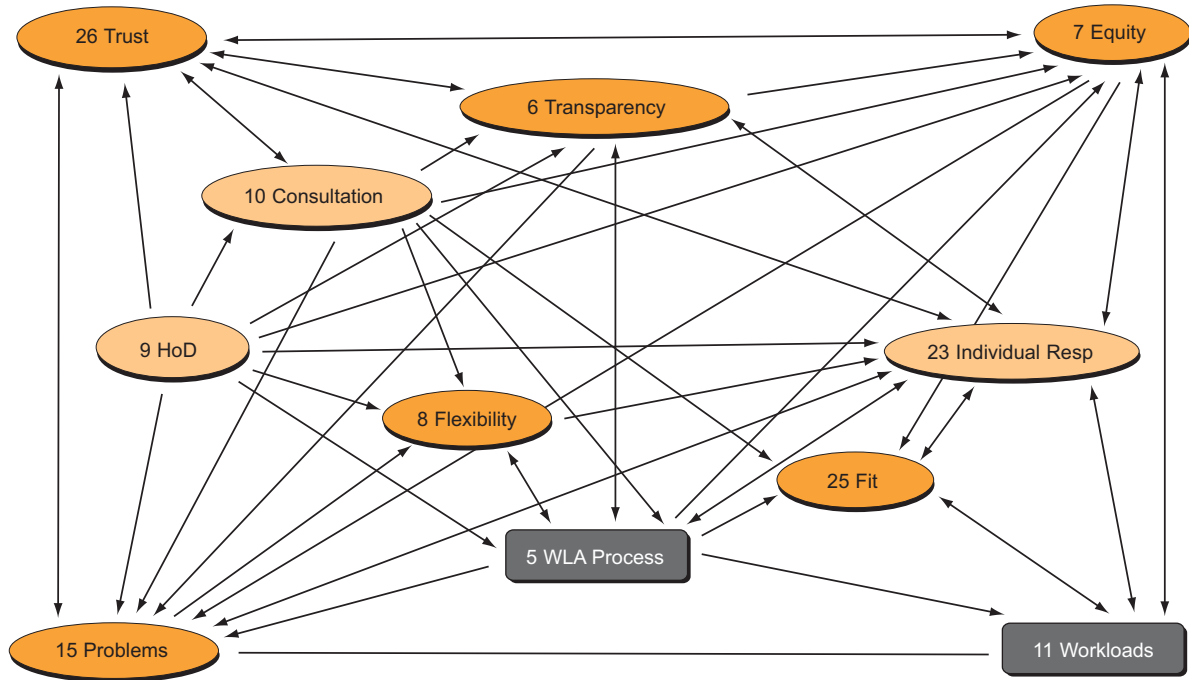 26 Trust
7 Equity
6 Transparency
10 Consultation
9 HoD
23 Individual Resp
8 Flexibility
25 Fit
5 WLA Process
15 Problems
11 Workloads